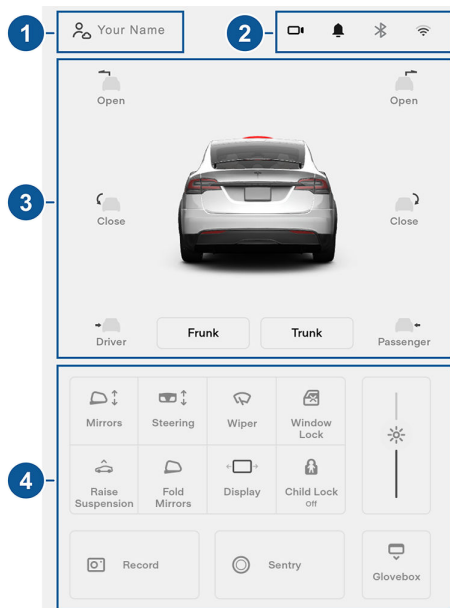 1
Your Name
2
Open
Open
3
Close
Close
Driver
Frunk
Trunk
Passenger
4
Mirrors
Steering
Wiper
Window
Lock
Raise
Suspension
Fold
Mirrors
Display
Child Lock
Off
Record
Sentry
Glovebox